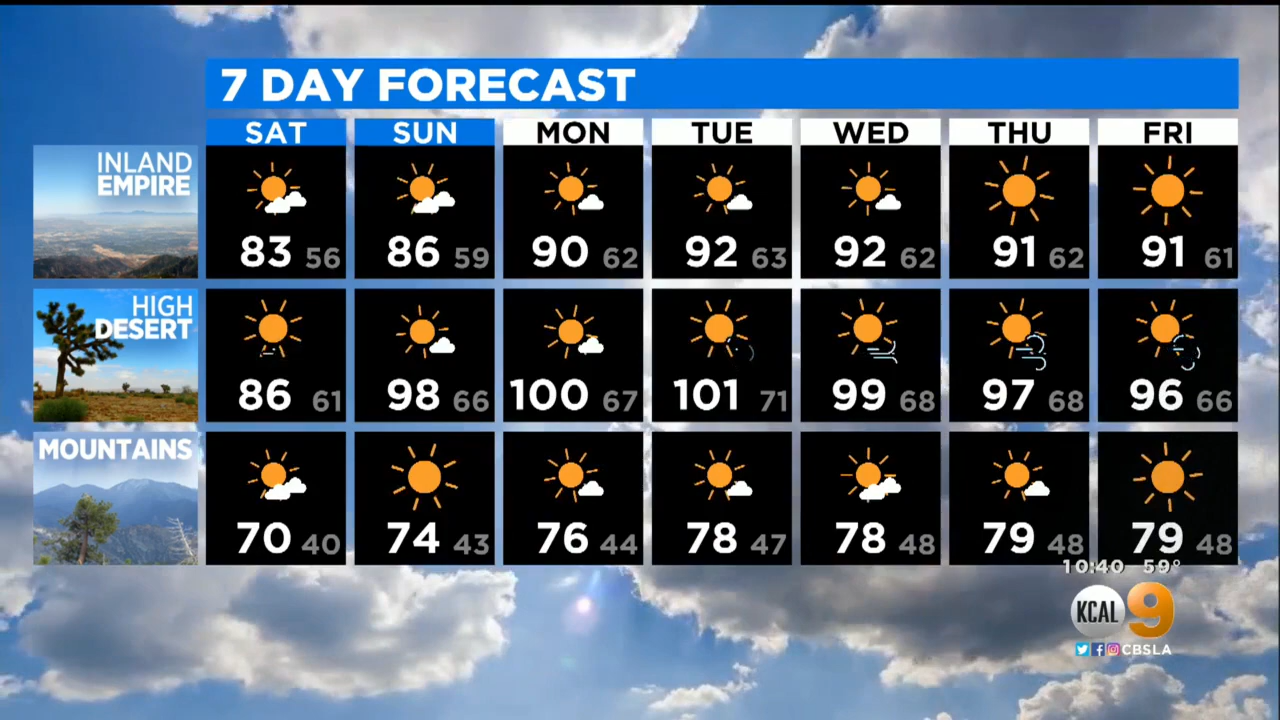 7 DAY FORECAST
SAT SUN MON TUE WED THU FRI
INLAND
EMPIRE
83 56 86 59 90 62 92 63 92 62 91 62 91 61
HIGH
DESERT
86 61 98 66 100 67 101 71 99 68 97 68 96 66
MOUNTAINS
70 40 74 43 76 44 78 47 78 48 79 48 79 48
10:40 59°
KCAL 9
CBSLA